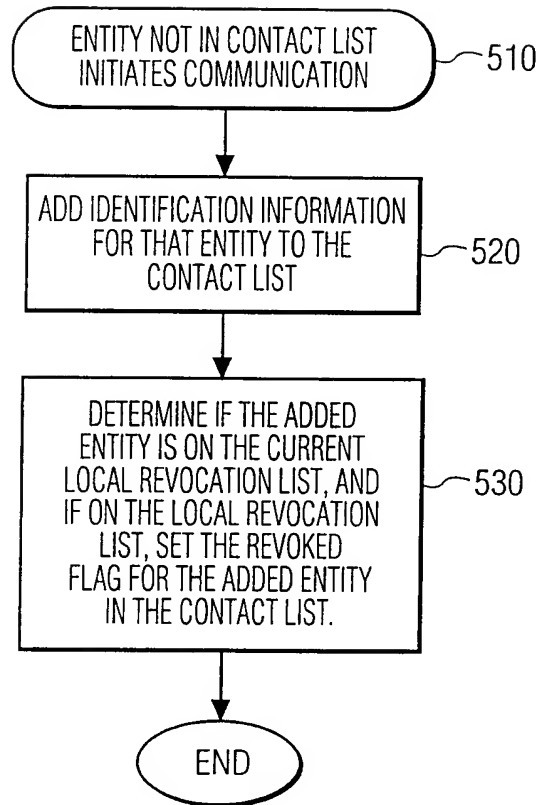 ENTITY NOT IN CONTACT LIST
INITIATES COMMUNICATION
510
ADD IDENTIFICATION INFORMATION
FOR THAT ENTITY TO THE
CONTACT LIST
520
DETERMINE IF THE ADDED
ENTITY IS ON THE CURRENT
LOCAL REVOCATION LIST, AND
IF ON THE LOCAL REVOCATION
LIST, SET THE REVOKED
FLAG FOR THE ADDED ENTITY
IN THE CONTACT LIST.
530
END